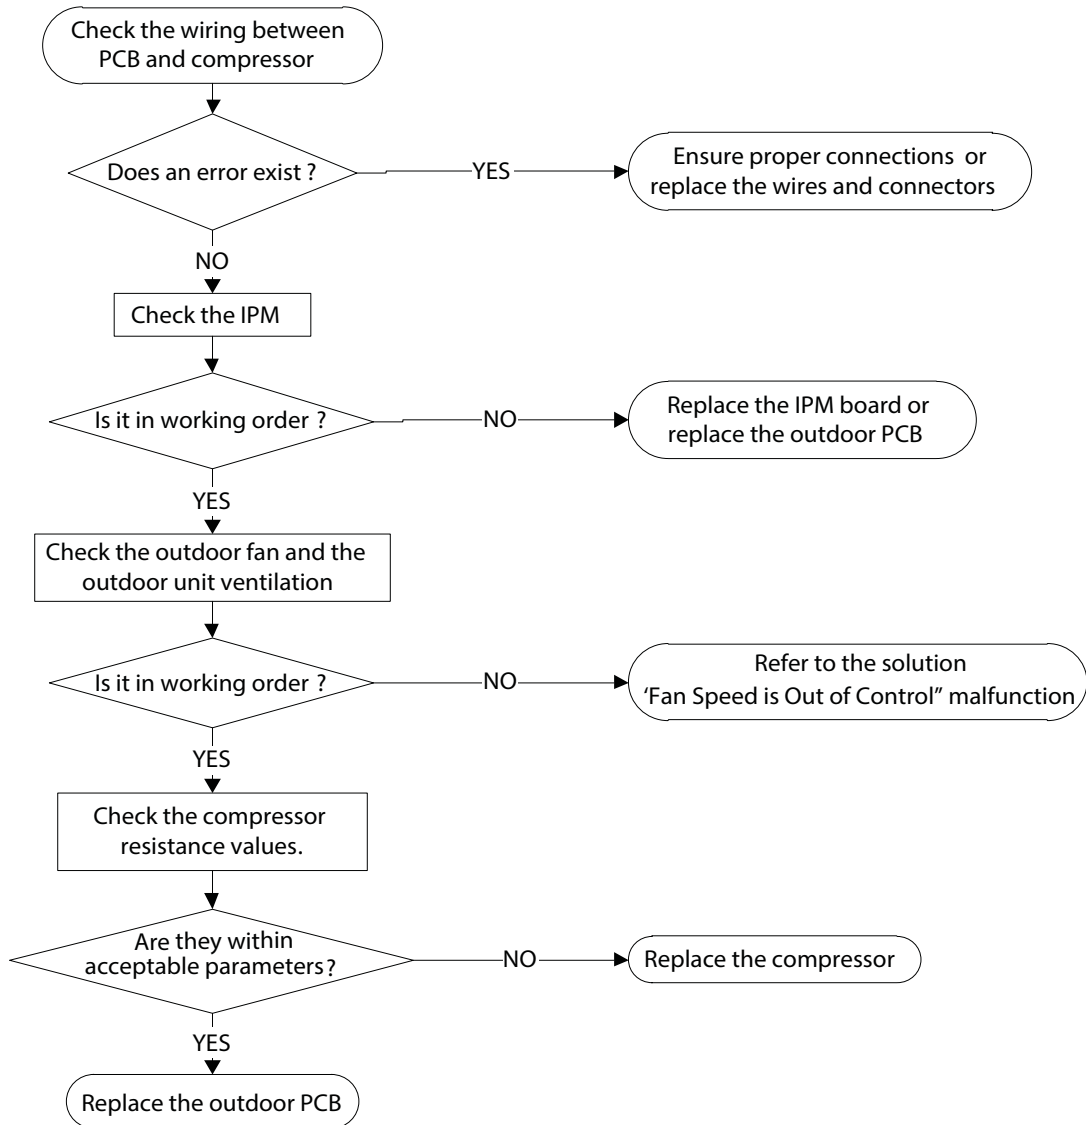 Check the wiring between
PCB and compressor
Does an error exist ?
YES
Ensure proper connections or
replace the wires and connectors
NO
Check the IPM
Is it in working order ?
NO
Replace the IPM board or
replace the outdoor PCB
YES
Check the outdoor fan and the
outdoor unit ventilation
Is it in working order ?
NO
Refer to the solution
‘Fan Speed is Out of Control” malfunction
YES
Check the compressor
resistance values.
Are they within
acceptable parameters?
NO
Replace the compressor
YES
Replace the outdoor PCB